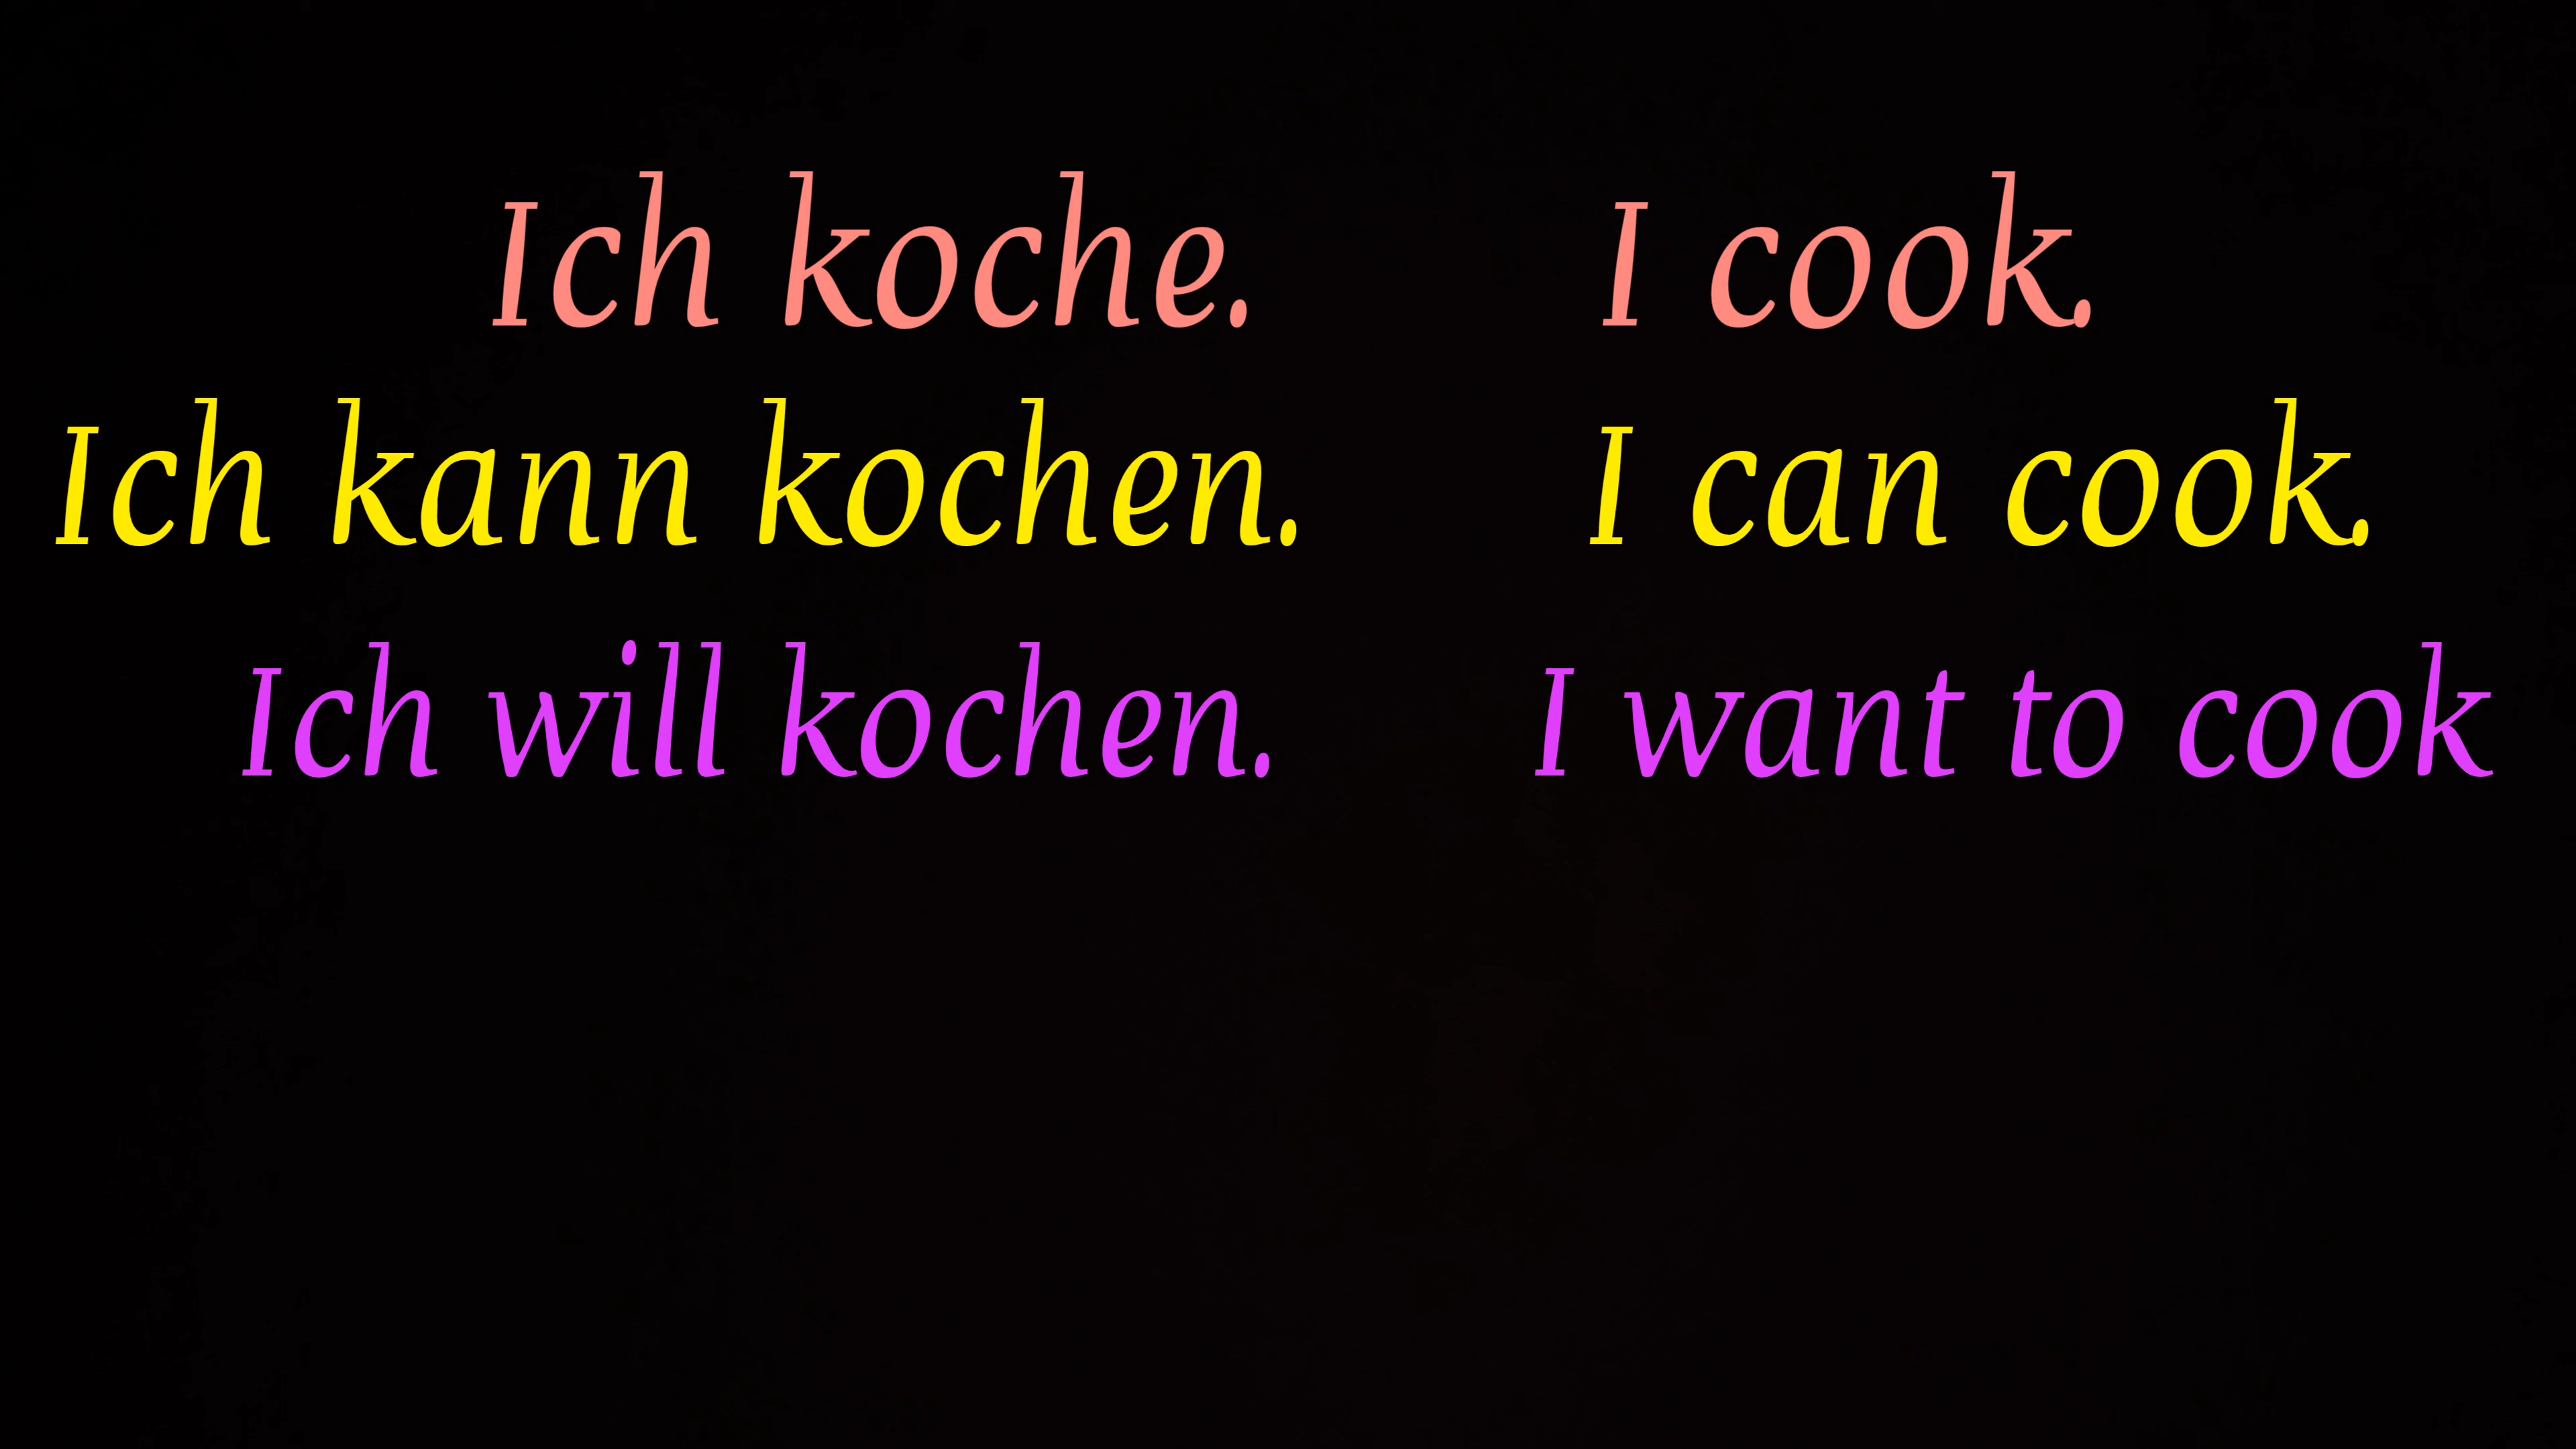 Ich koche. I cook.
Ich kann kochen. I can cook.
Ich will kochen. I want to cook